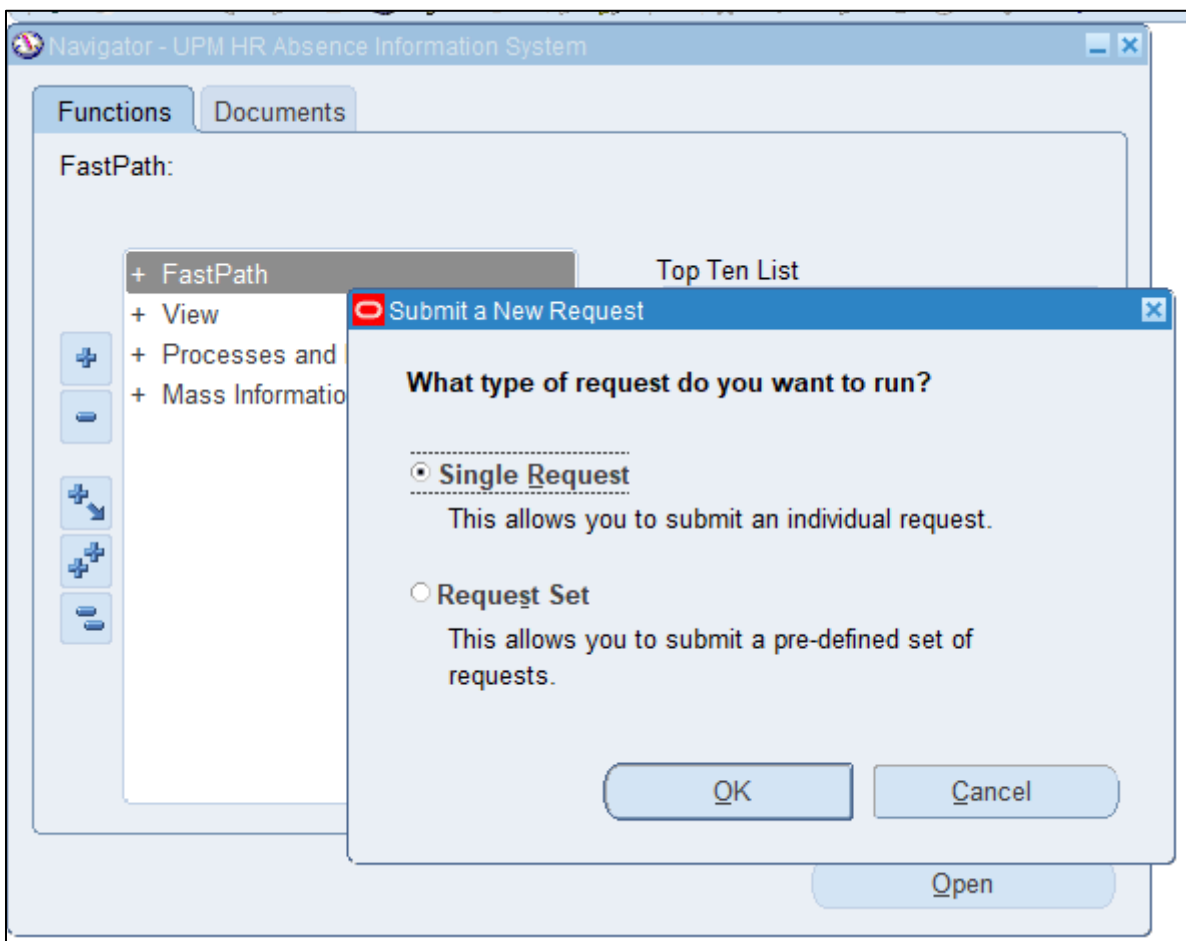 Navigator - UPM HR Absence Information System
Functions
Documents
FastPath:
+ FastPath
Top Ten List
+ View
+ Processes and
+ Mass Informatio
Submit a New Request
What type of request do you want to run?
Single Request
This allows you to submit an individual request.
Request Set
This allows you to submit a pre-defined set of
requests.
OK
Cancel
Open